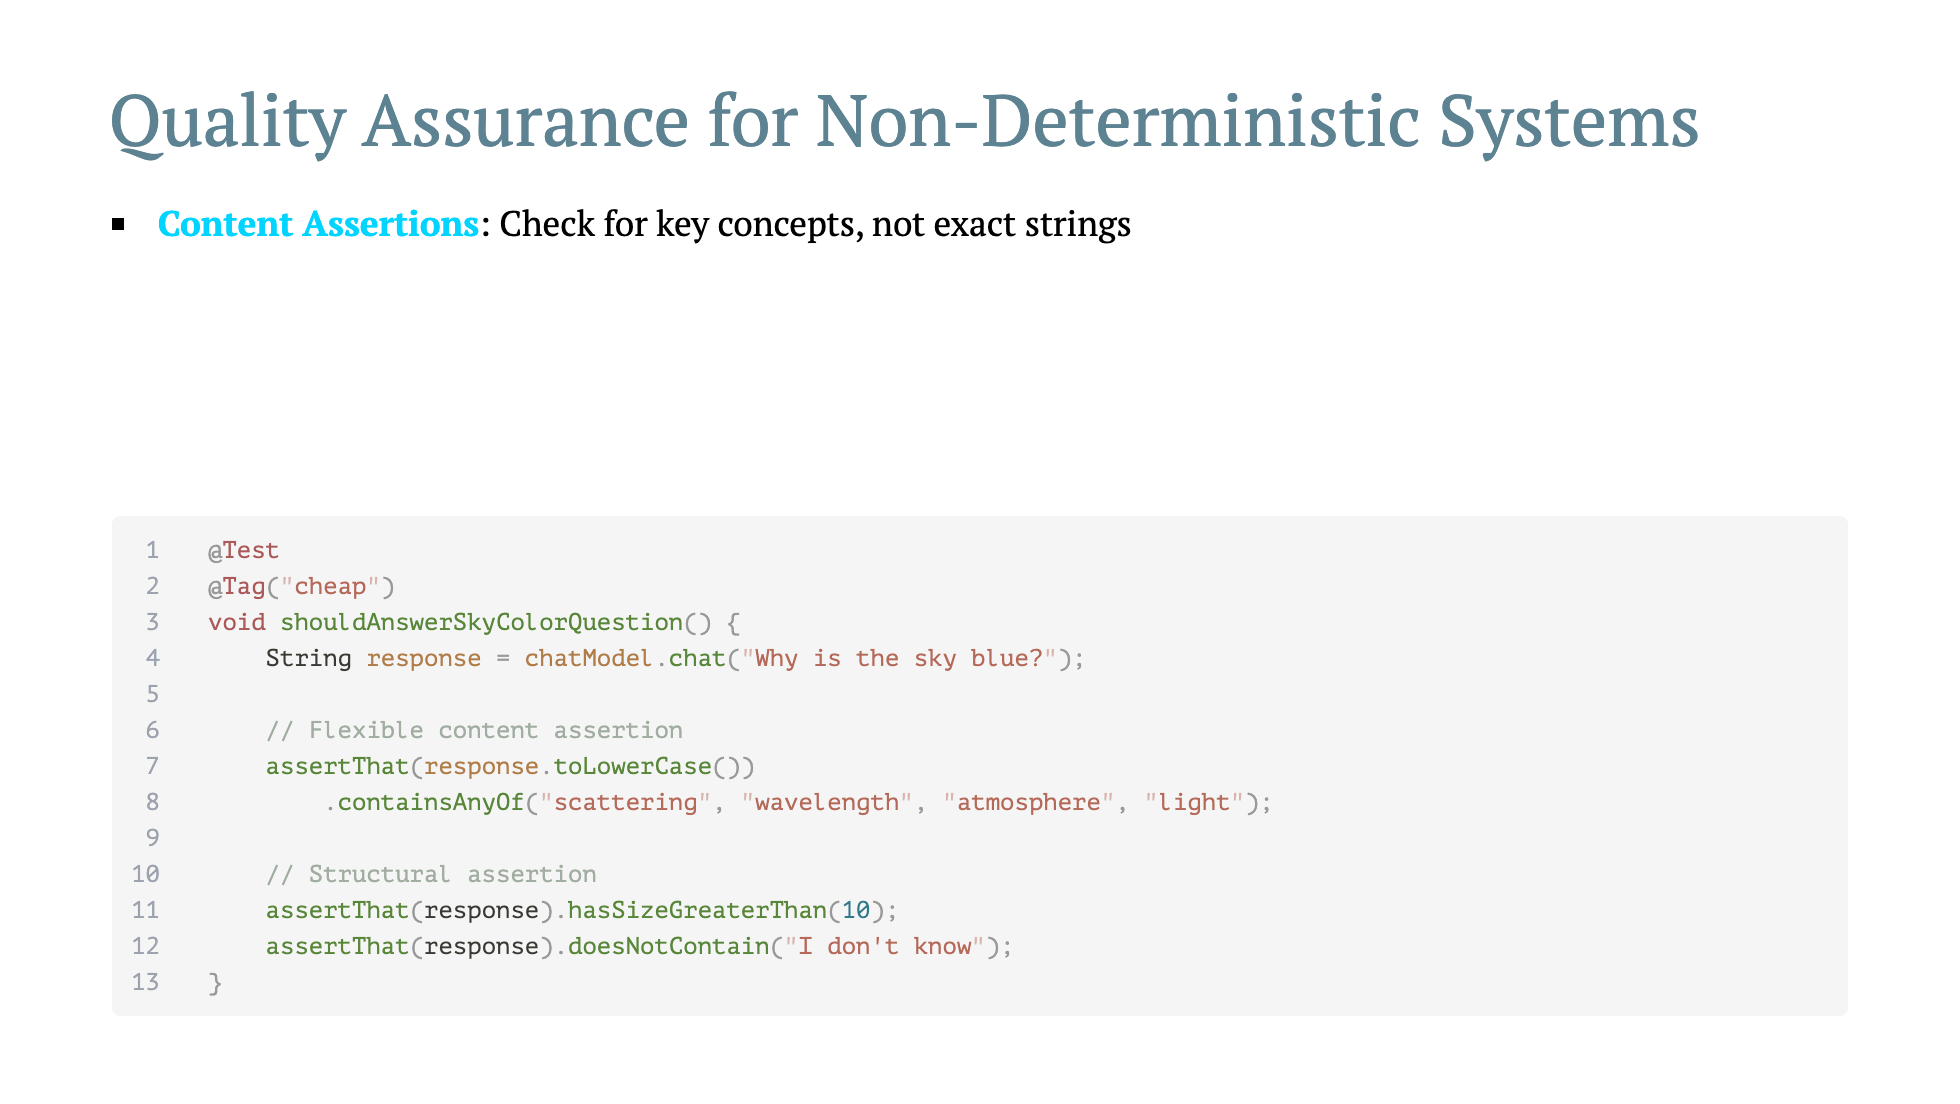 Quality Assurance for Non-Deterministic Systems
▪ Content Assertions: Check for key concepts, not exact strings
1 @Test
2 @Tag("cheap")
3 void shouldAnswerSkyColorQuestion() {
4     String response = chatModel.chat("Why is the sky blue?");
5
6     // Flexible content assertion
7     assertThat(response.toLowerCase())
8         .containsAnyOf("scattering", "wavelength", "atmosphere", "light");
9
10     // Structural assertion
11     assertThat(response).hasSizeGreaterThan(10);
12     assertThat(response).doesNotContain("I don't know");
13 }